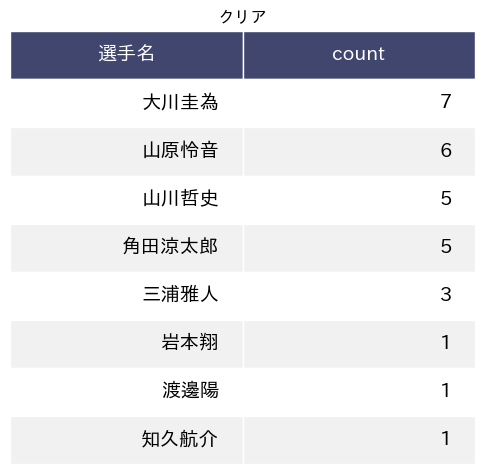 クリア
選手名 count
大川圭為 7
山原怜音 6
山川哲史 5
角田涼太郎 5
三浦雅人 3
岩本翔 1
渡邊陽 1
知久航介 1